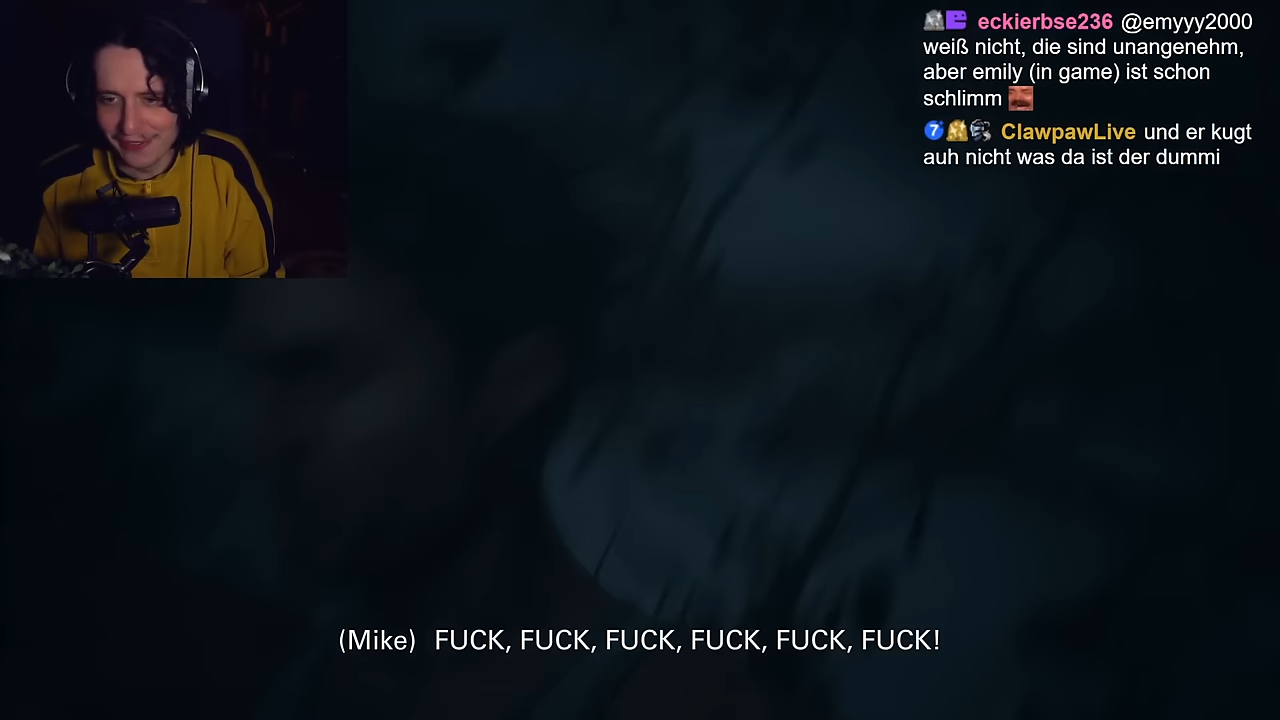 eckierbse236 @emyyy2000
weiß nicht, die sind unangenehm,
aber emily (in game) ist schon
schlimm
7 ClawpawLive und er kugt
auh nicht was da ist der dummi
(Mike) FUCK, FUCK, FUCK, FUCK, FUCK, FUCK!